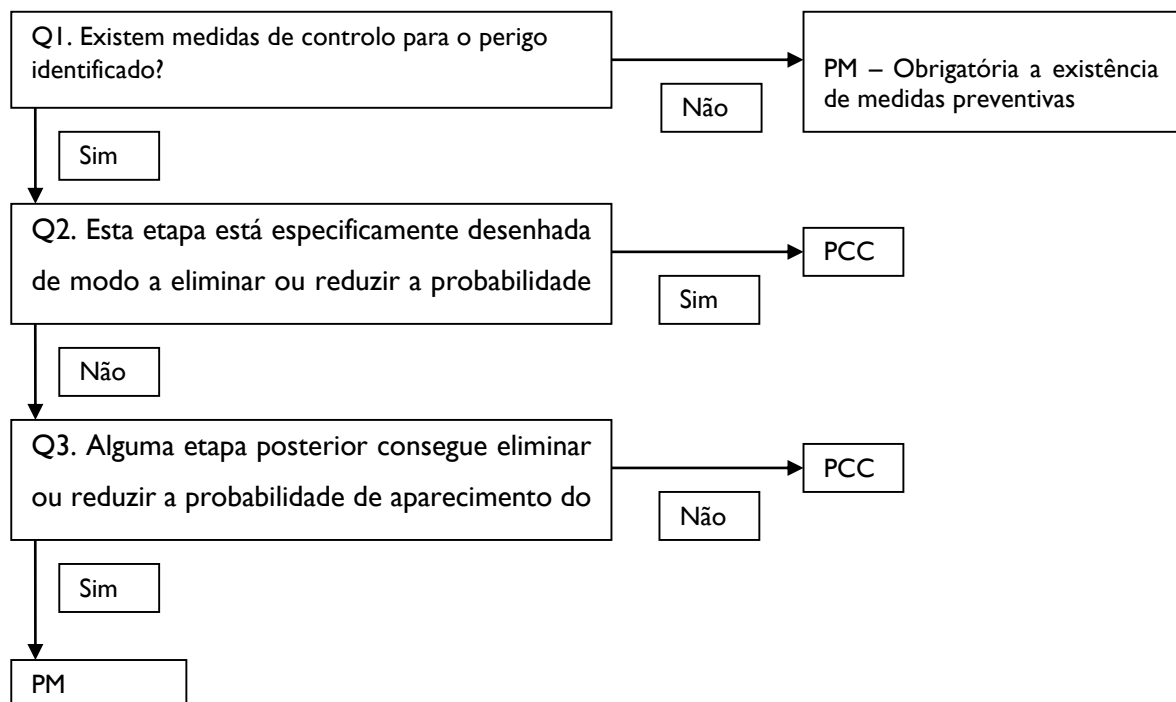 Q1. Existem medidas de controlo para o perigo
identificado?
PM – Obrigatória a existência
de medidas preventivas
Não
Sim
Q2. Esta etapa está especificamente desenhada
de modo a eliminar ou reduzir a probabilidade
PCC
Sim
Não
Q3. Alguma etapa posterior consegue eliminar
ou reduzir a probabilidade de aparecimento do
PCC
Não
Sim
PM